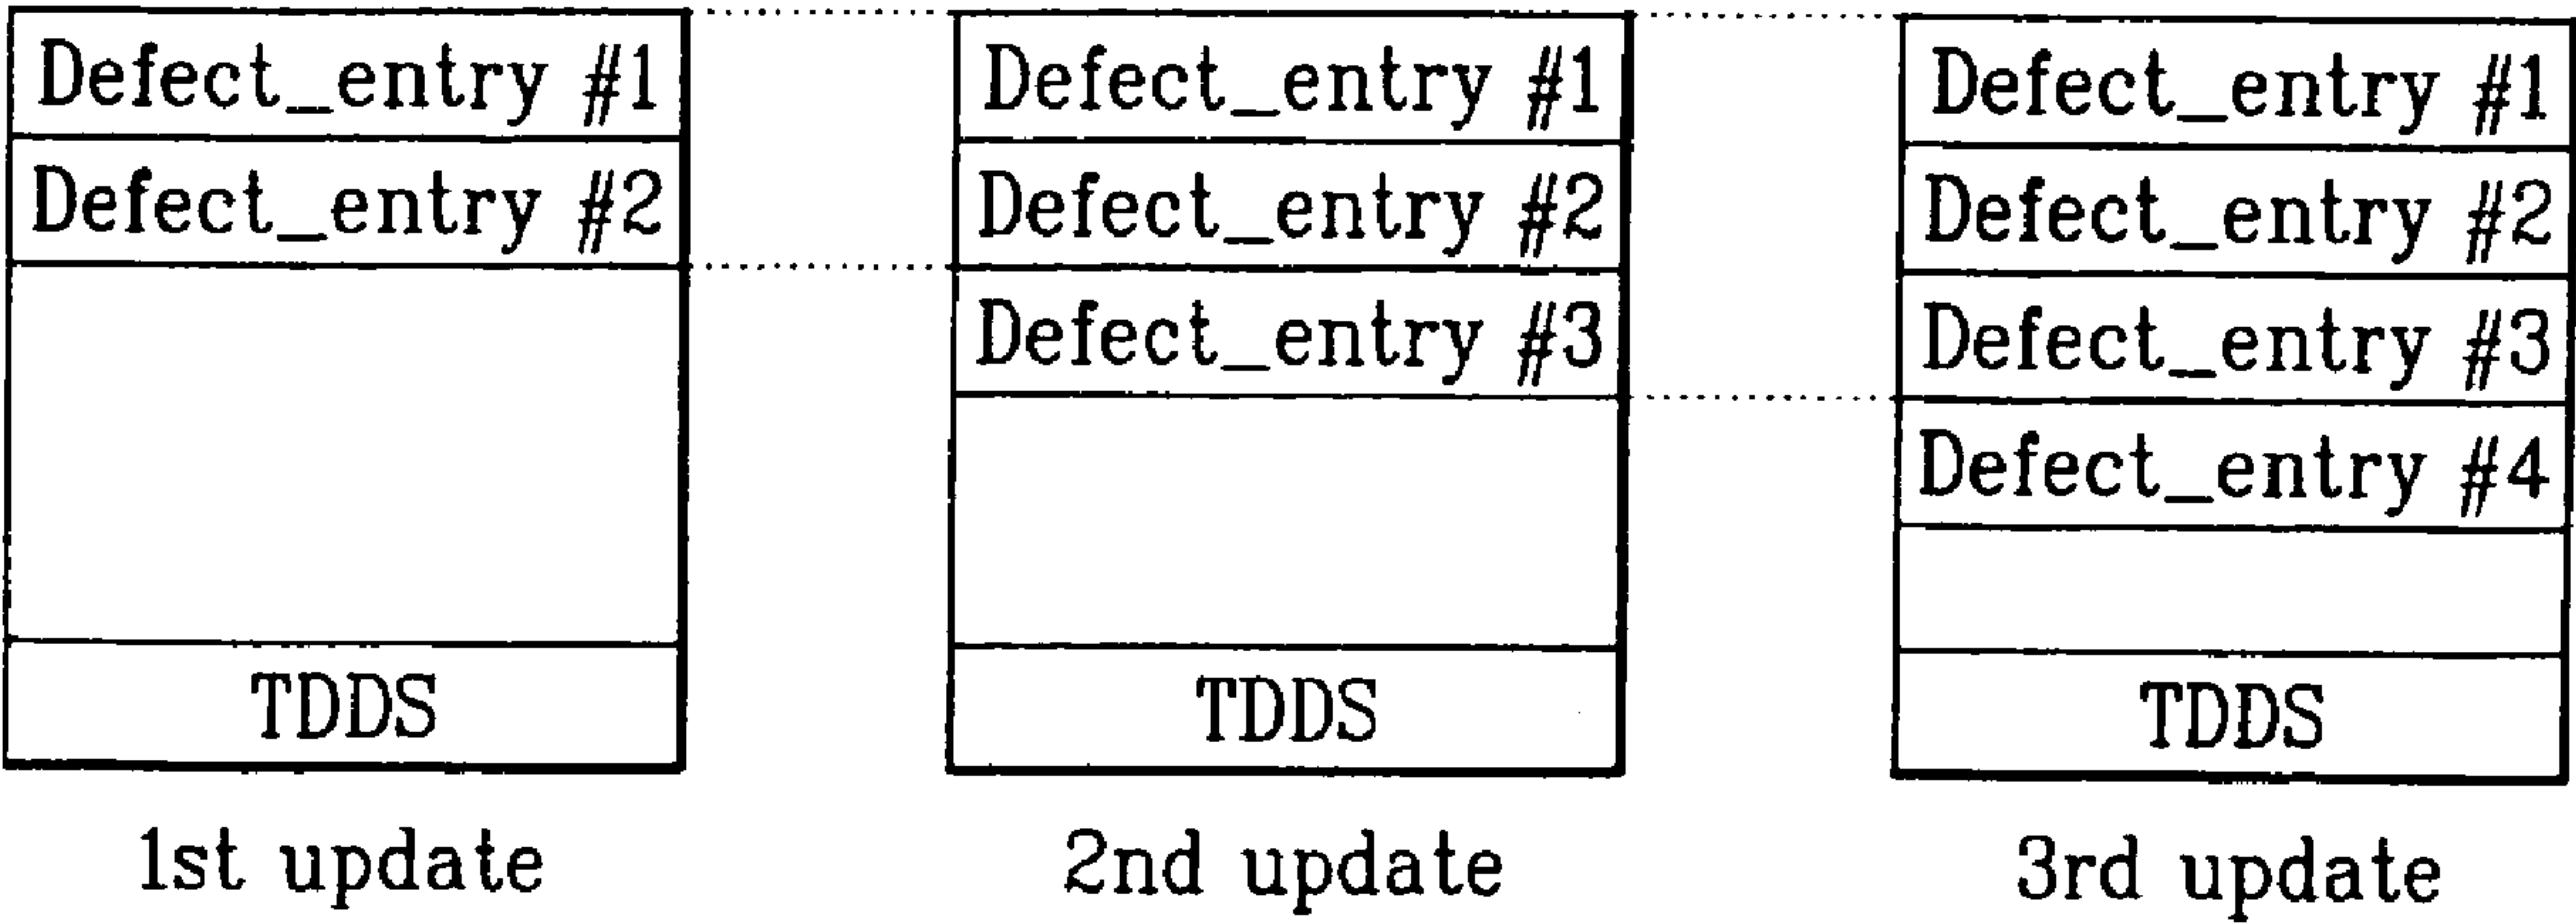 Defect_entry #1
Defect_entry #2
TDDS
1st update
Defect_entry #1
Defect_entry #2
Defect_entry #3
TDDS
2nd update
Defect_entry #1
Defect_entry #2
Defect_entry #3
Defect_entry #4
TDDS
3rd update